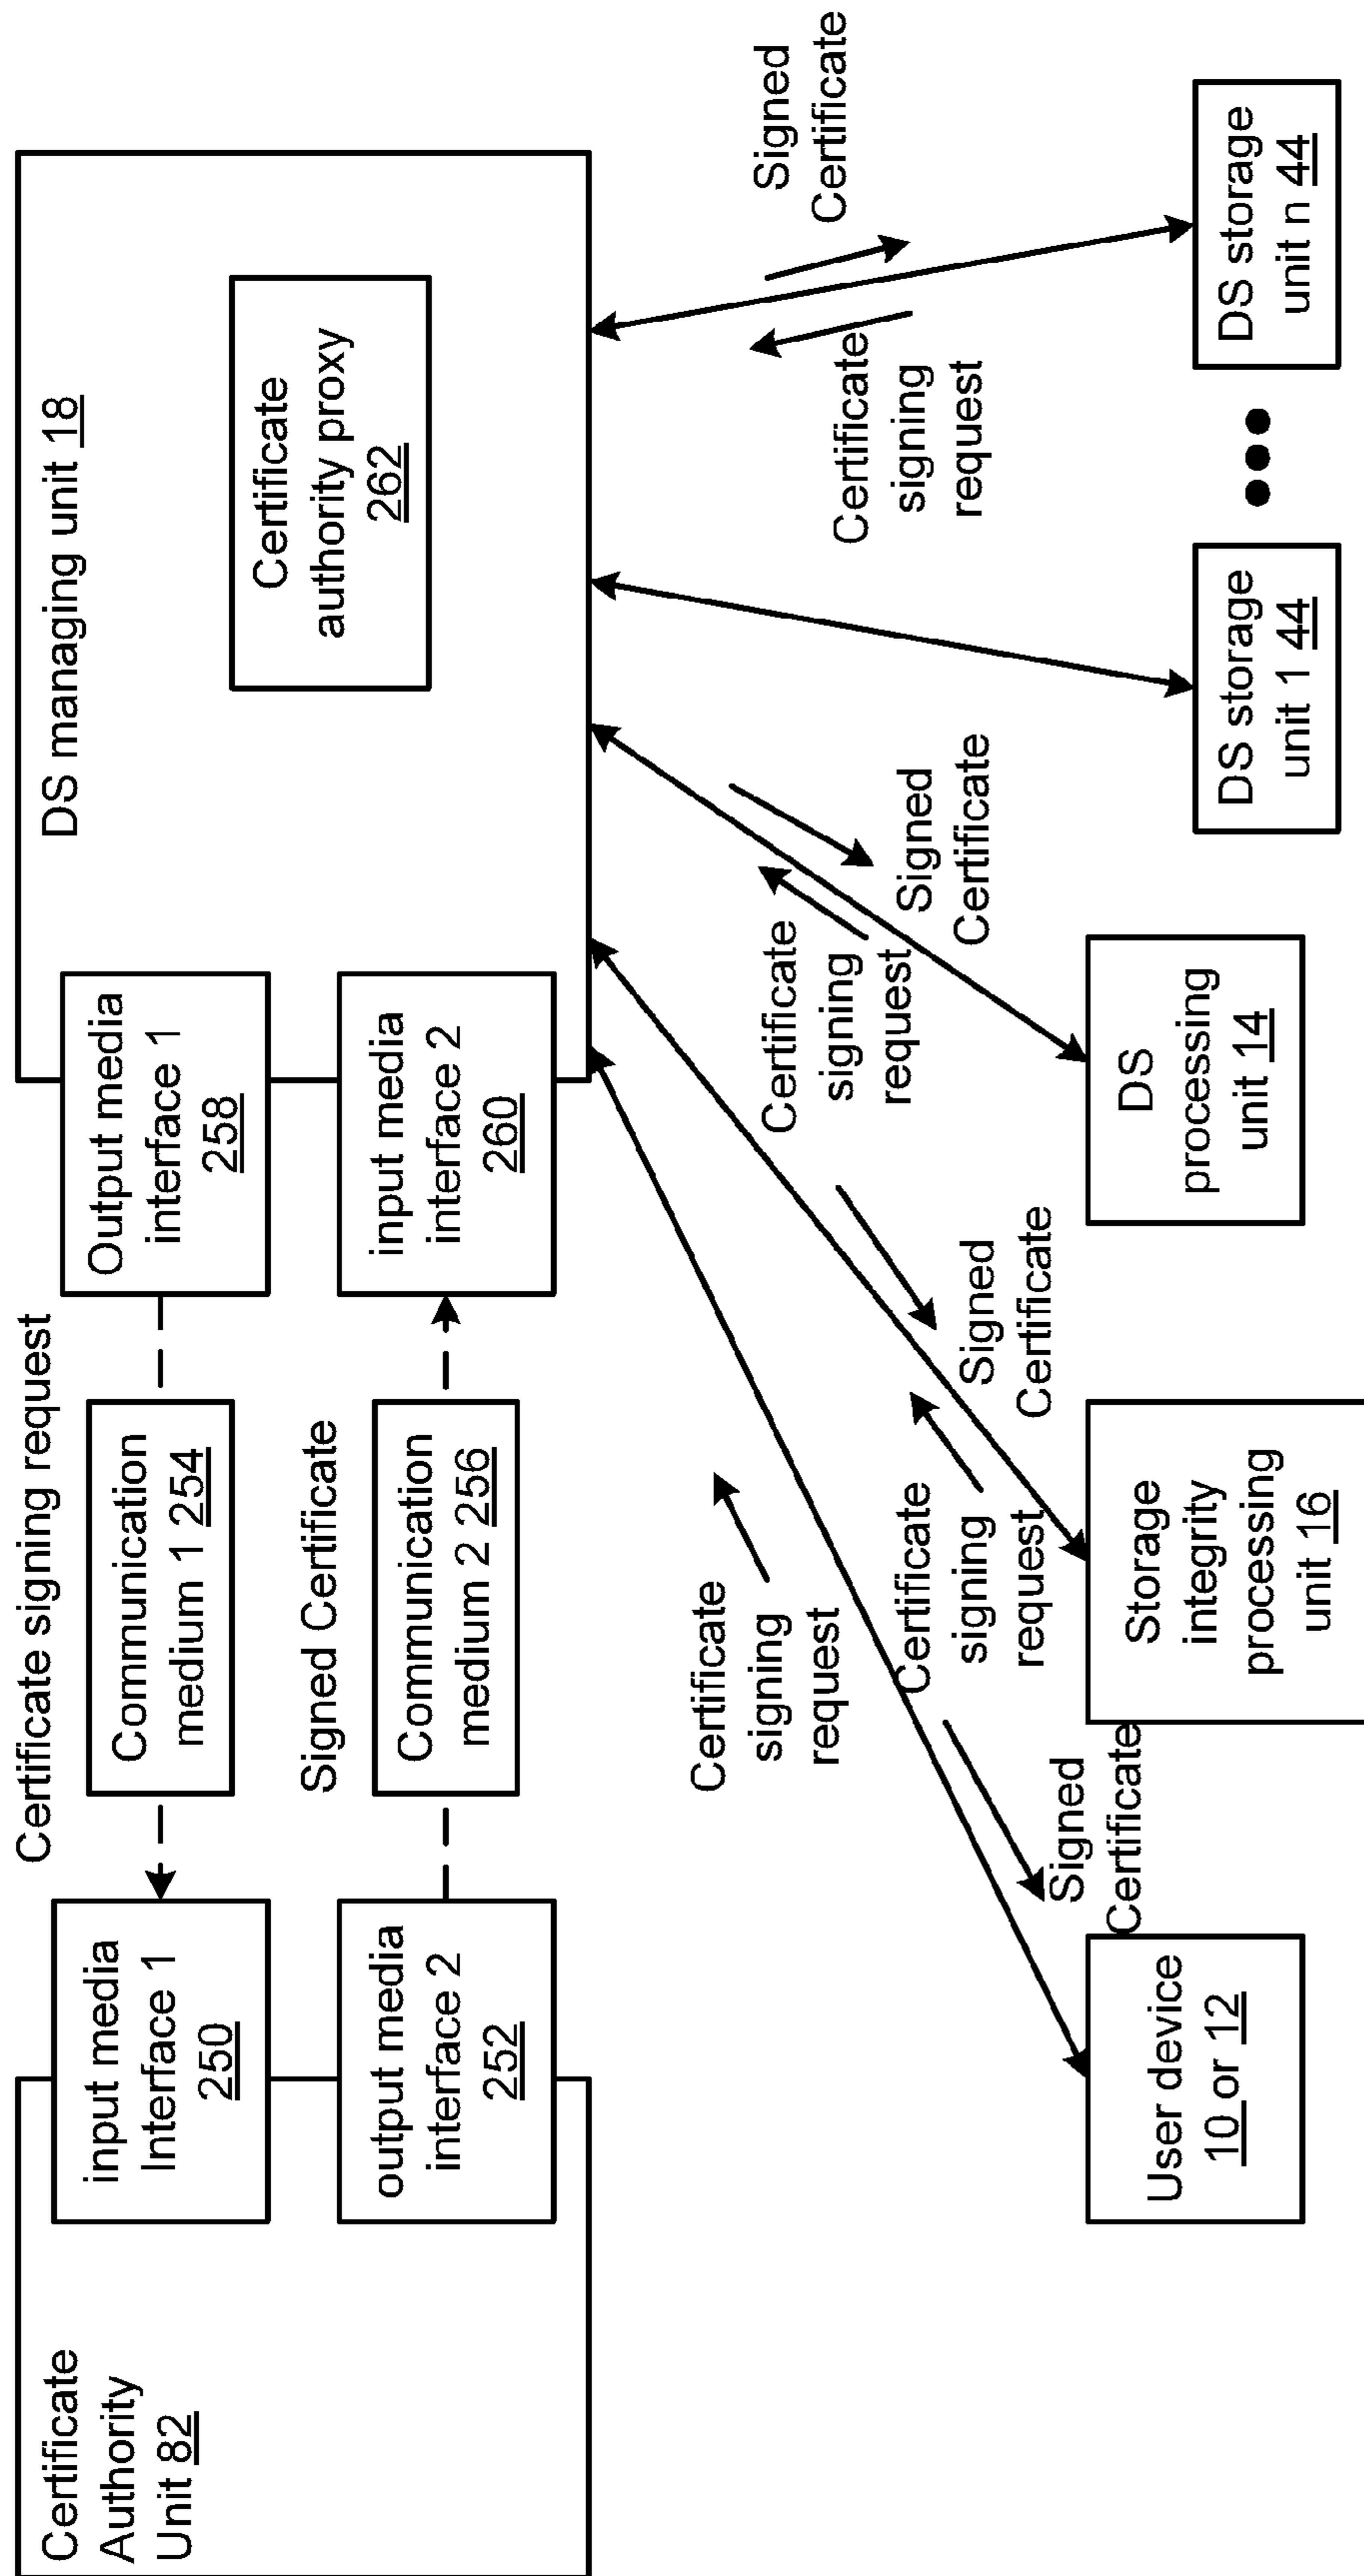 Certificate
Authority
Unit 82
input media
Interface 1
250
output media
interface 2
252
Certificate signing request
Communication
medium 1 254
Signed Certificate
Communication
medium 2 256
Output media
interface 1
258
input media
interface 2
260
DS managing unit 18
Certificate
authority proxy
262
Certificate
signing
request
Signed
Certificate
Certificate
signing
request
Signed
Certificate
Certificate
signing
request
Signed
Certificate
Certificate
signing
request
Signed
Certificate
User device
10 or 12
Storage
integrity
processing
unit 16
DS
processing
unit 14
DS storage
unit 1 44
DS storage
unit n 44